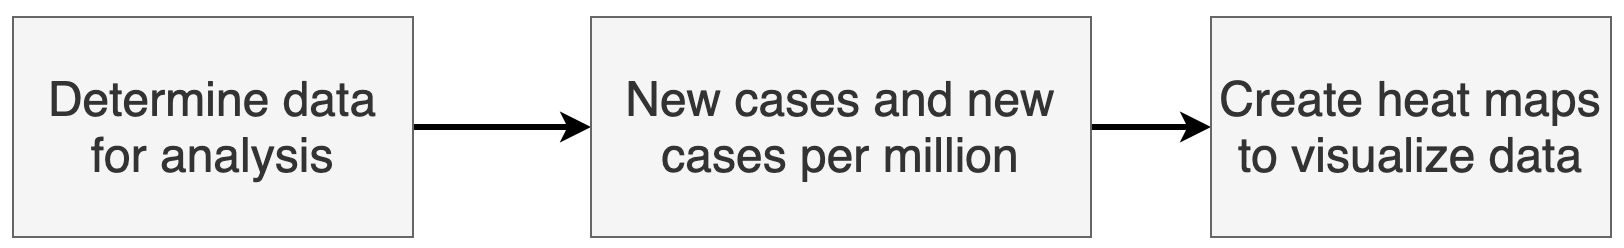 Determine data
for analysis
New cases and new
cases per million
Create heat maps
to visualize data